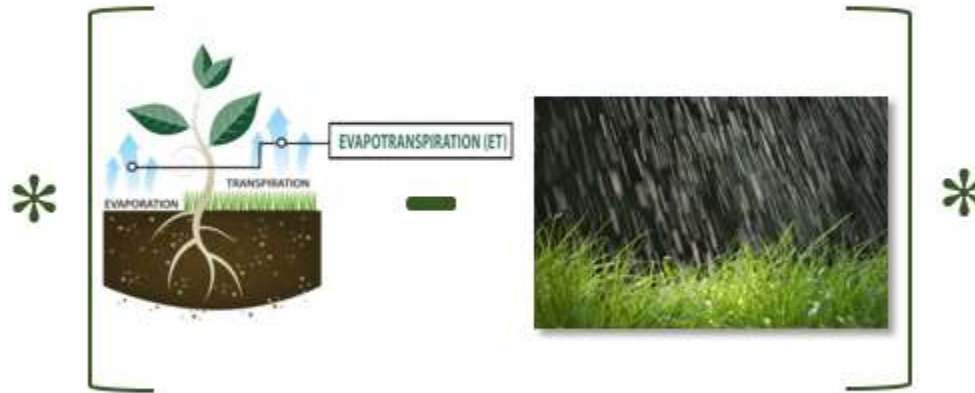 *
EVAPOTRANSPIRATION (ET)
TRANSPIRATION
EVAPORATION
-
*